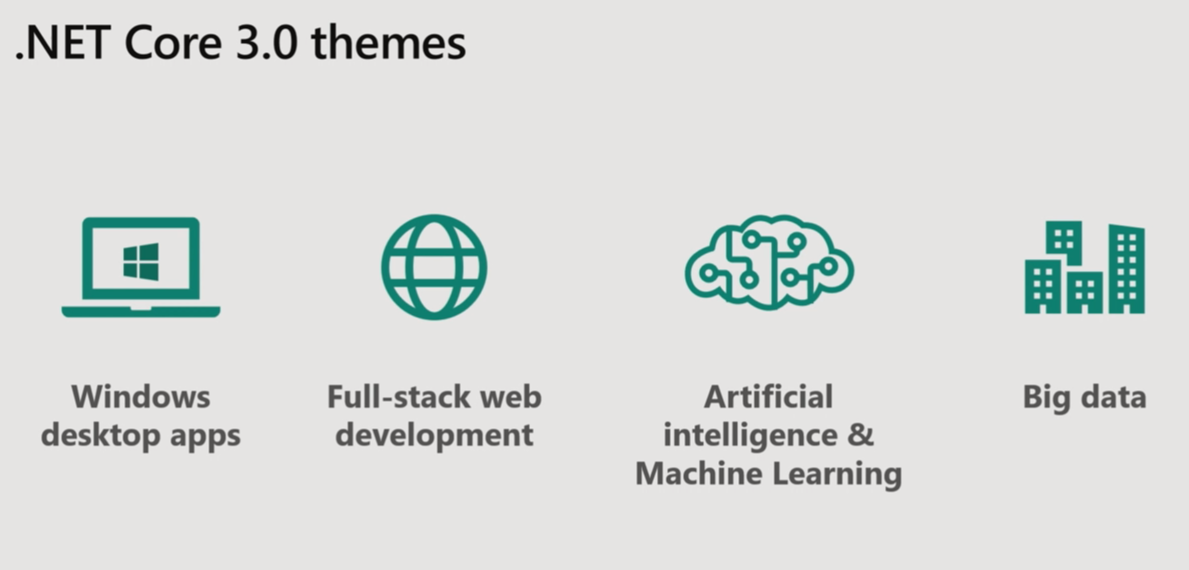 .NET Core 3.0 themes
Windows
desktop apps
Full-stack web
development
Artificial
intelligence &
Machine Learning
Big data